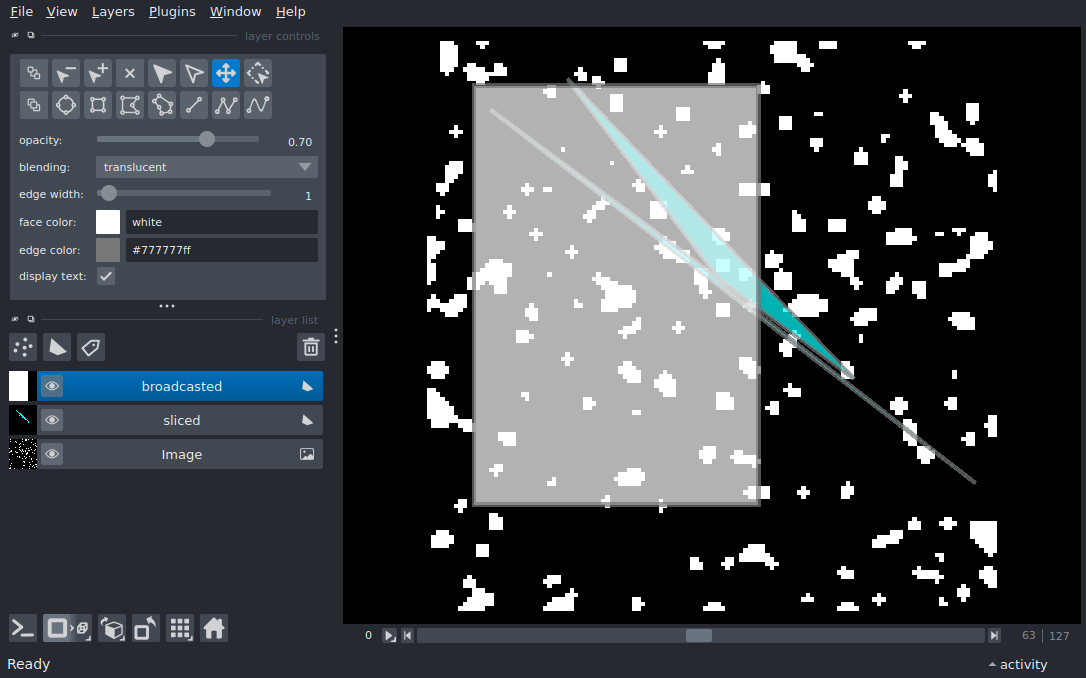 File View Layers Plugins Window Help
layer controls
opacity: 0.70
blending: translucent
edge width: 1
face color: white
edge color: #777777ff
display text:
layer list
broadcasted
sliced
Image
0 63 127
Ready activity